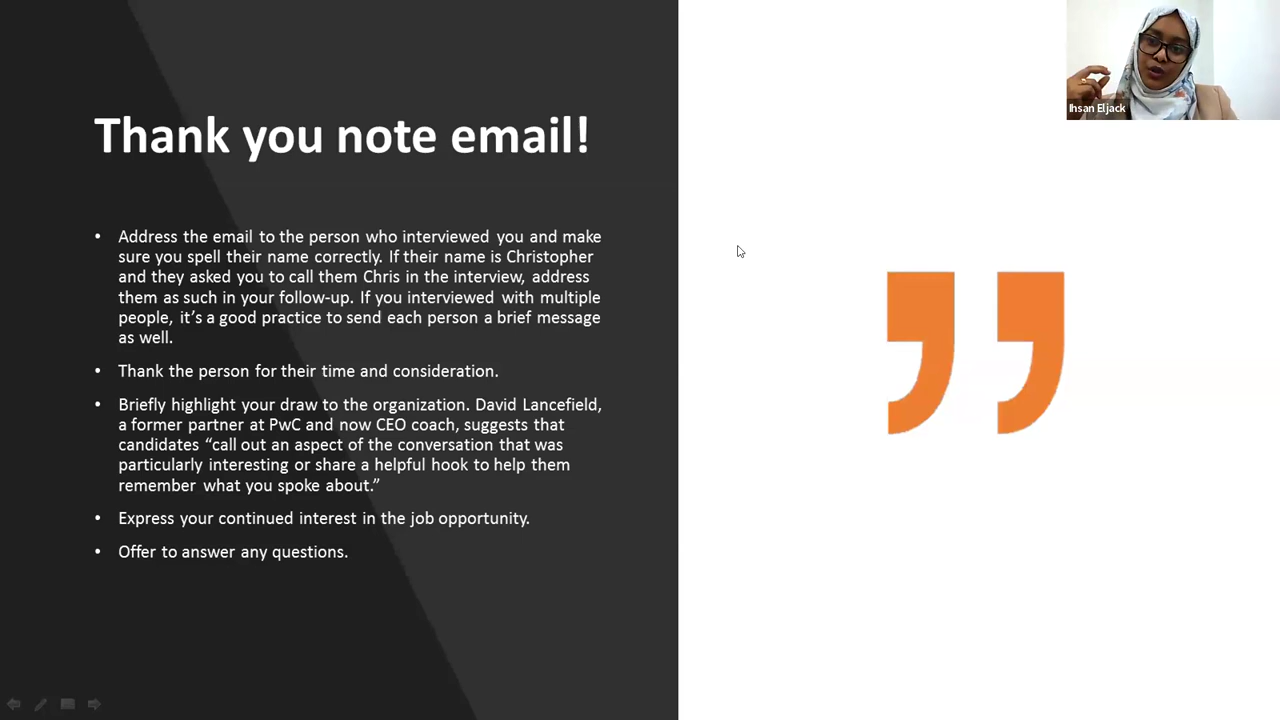 Thank you note email!
• Address the email to the person who interviewed you and make
sure you spell their name correctly. If their name is Christopher
and they asked you to call them Chris in the interview, address
them as such in your follow-up. If you interviewed with multiple
people, it’s a good practice to send each person a brief message
as well.
• Thank the person for their time and consideration.
• Briefly highlight your draw to the organization. David Lancefield,
a former partner at PwC and now CEO coach, suggests that
candidates “call out an aspect of the conversation that was
particularly interesting or share a helpful hook to help them
remember what you spoke about.”
• Express your continued interest in the job opportunity.
• Offer to answer any questions.
”
Ihsan Eljack